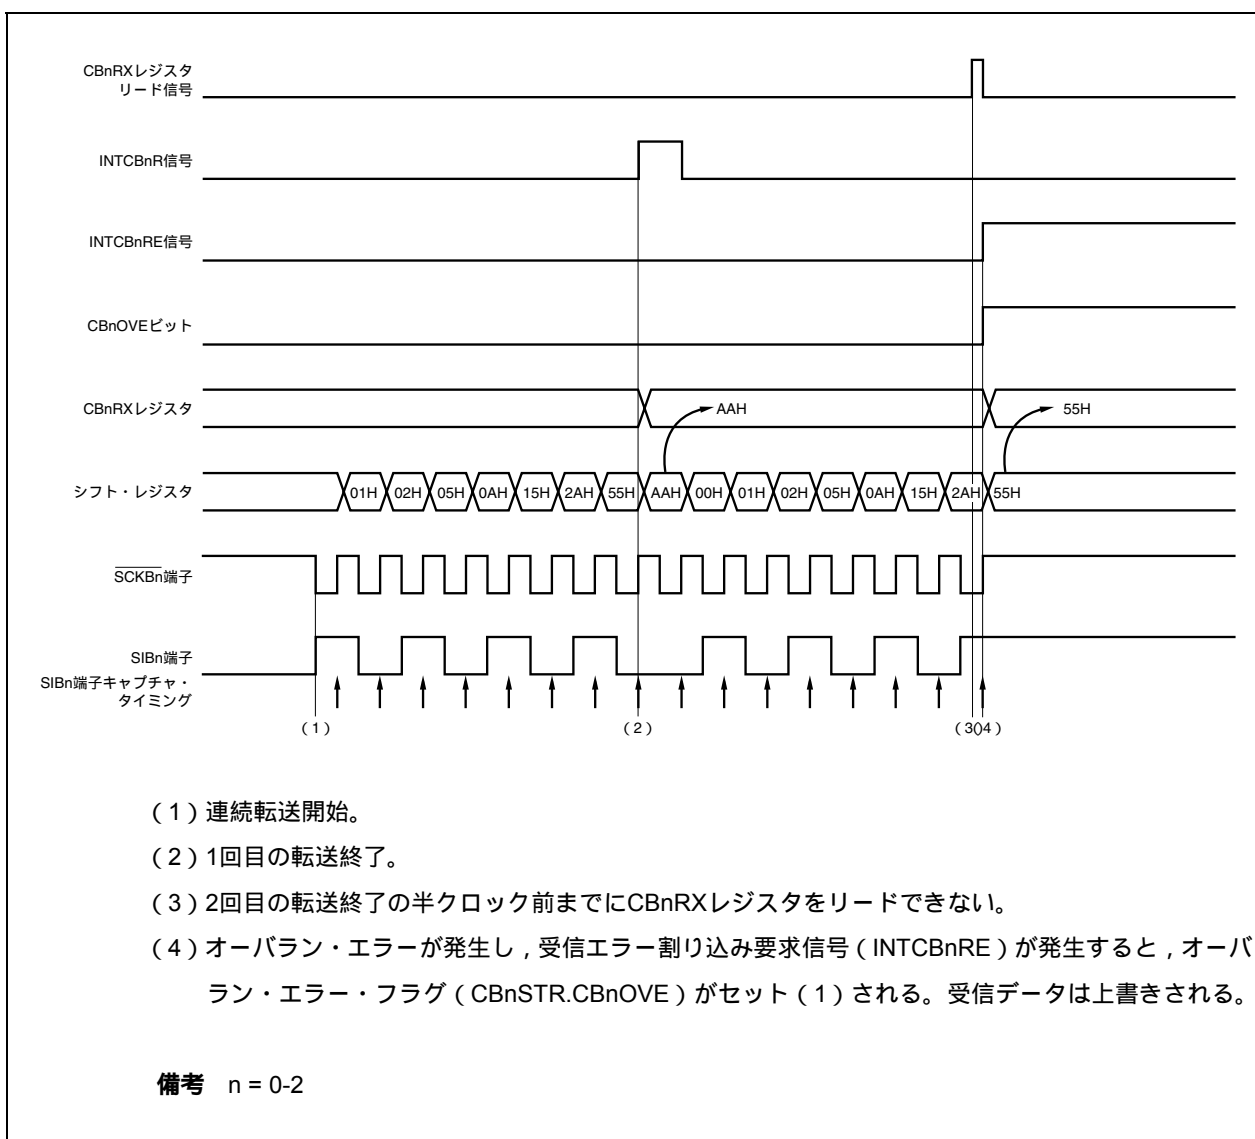 CBnRXレジスタ
リード信号
INTCBnR信号
INTCBnRE信号
CBnOVEビット
CBnRXレジスタ
AAH
55H
シフト・レジスタ
01H 02H 05H 0AH 15H 2AH 55H AAH 00H 01H 02H 05H 0AH 15H 2AH 55H
SCKBn端子
SIBn端子
SIBn端子キャプチャ・
タイミング
(1) (2) (3)(4)
(1)連続転送開始。
(2)1回目の転送終了。
(3)2回目の転送終了の半クロック前までにCBnRXレジスタをリードできない。
(4)オーバラン・エラーが発生し,受信エラー割り込み要求信号(INTCBnRE)が発生すると,オーバ
ラン・エラー・フラグ(CBnSTR.CBnOVE)がセット(1)される。受信データは上書きされる。
備考 n = 0-2